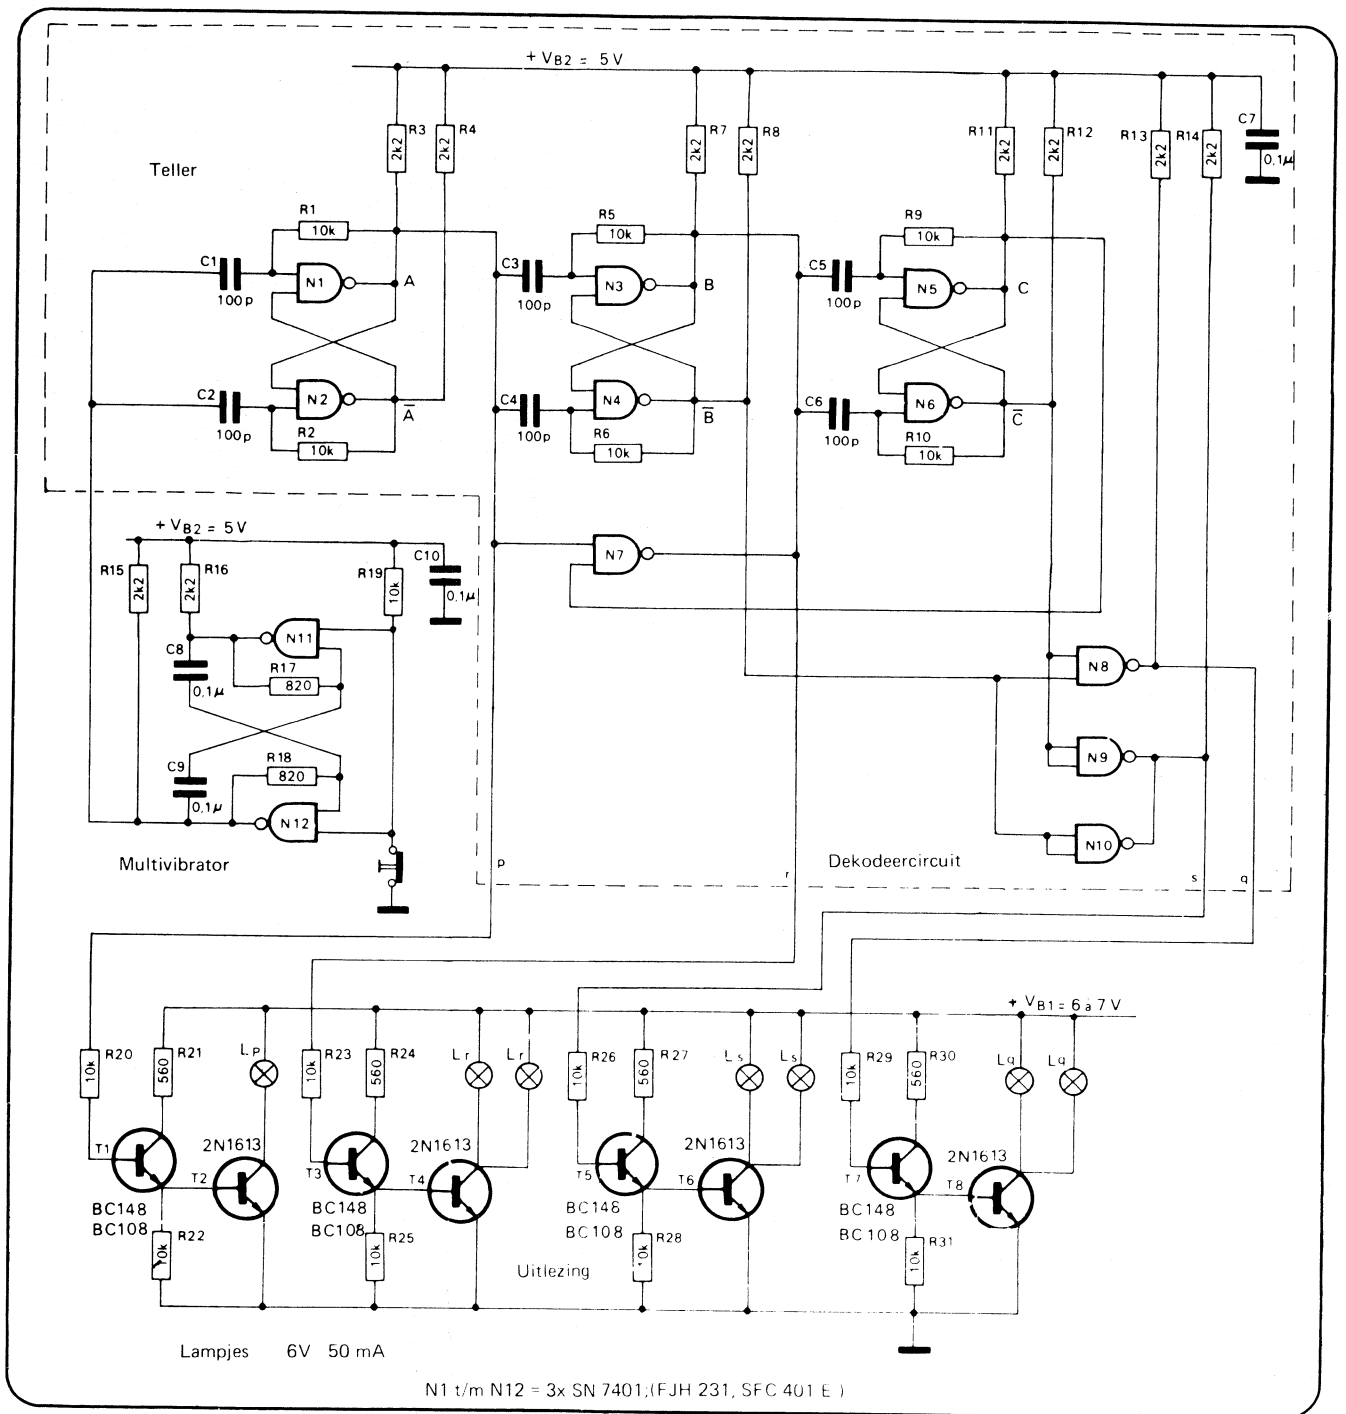 + VB2 = 5V
R3 2k2
R4 2k2
R7 2k2
R8 2k2
R11 2k2
R12 2k2
R13 2k2
R14 2k2
C7 0,1µ
Teller
R1 10k
R5 10k
R9 10k
C1 100p
N1
A
C3 100p
N3
B
C5 100p
N5
C
C2 100p
N2
A̅
R2 10k
C4 100p
N4
B̅
R6 10k
C6 100p
N6
C̅
R10 10k
+ VB2 = 5V
R15 2k2
R16 2k2
R19 10k
C10 0,1µ
N7
C8 0,1µ
N11
R17 820
N8
C9 0,1µ
R18 820
N9
N12
N10
Multivibrator
Dekodeercircuit
p
r
s
q
+ VB1 = 6 à 7 V
R20 10k
R21 560
Lp
R23 10k
R24 560
Lr
Lr
R26 10k
R27 560
Ls
Ls
R29 10k
R30 560
Lq
Lq
T1
BC148
BC108
2N1613
T2
R22 10k
T3
BC148
BC108
2N1613
T4
R25 10k
T5
BC148
BC108
2N1613
T6
R28 10k
T7
BC148
BC108
2N1613
T8
R31 10k
Uitlezing
Lampjes 6V 50 mA
N1 t/m N12 = 3x SN 7401;(FJH 231, SFC 401 E )